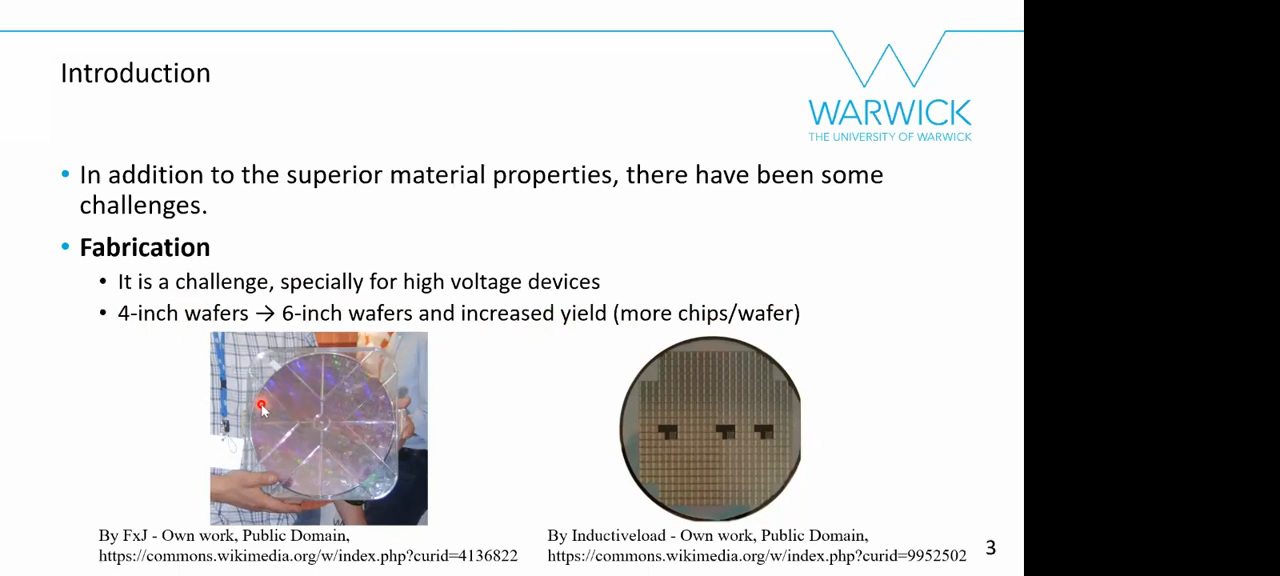 Introduction
WARWICK
THE UNIVERSITY OF WARWICK
• In addition to the superior material properties, there have been some
challenges.
• Fabrication
• It is a challenge, specially for high voltage devices
• 4-inch wafers → 6-inch wafers and increased yield (more chips/wafer)
By FxJ - Own work, Public Domain,
https://commons.wikimedia.org/w/index.php?curid=4136822
By Inductiveload - Own work, Public Domain,
https://commons.wikimedia.org/w/index.php?curid=9952502
3